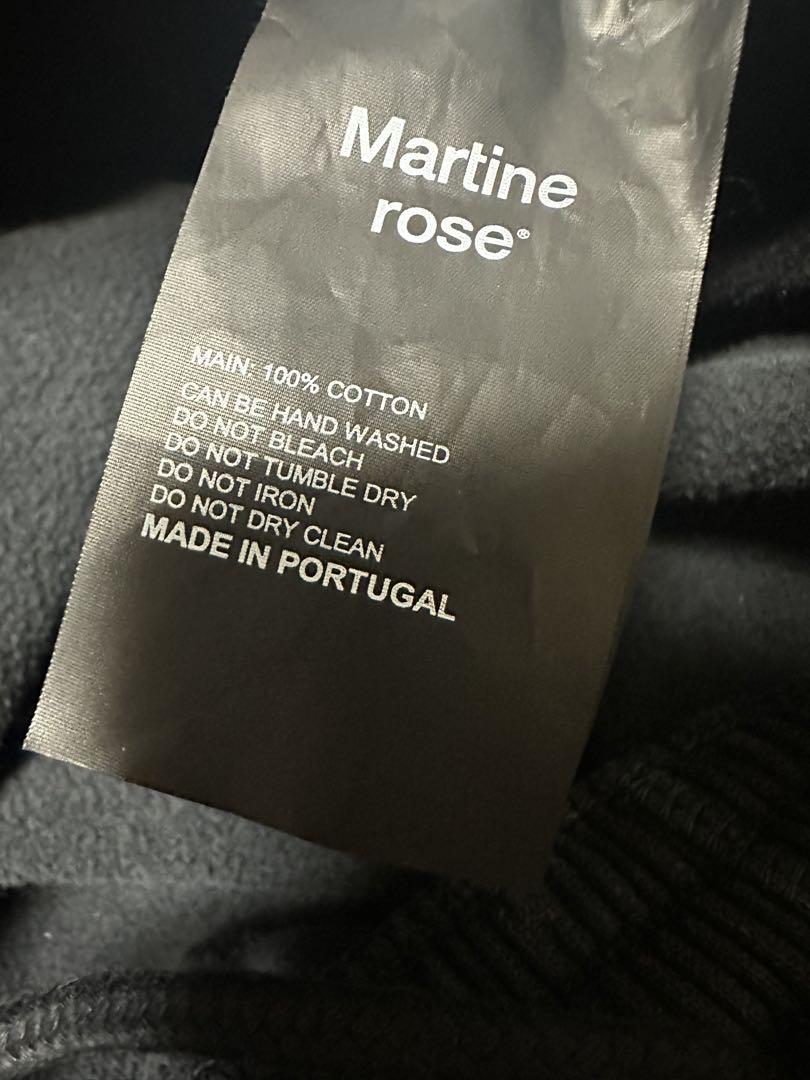 Martine
rose®
MAIN: 100% COTTON
CAN BE HAND WASHED
DO NOT BLEACH
DO NOT TUMBLE DRY
DO NOT IRON
DO NOT DRY CLEAN
MADE IN PORTUGAL